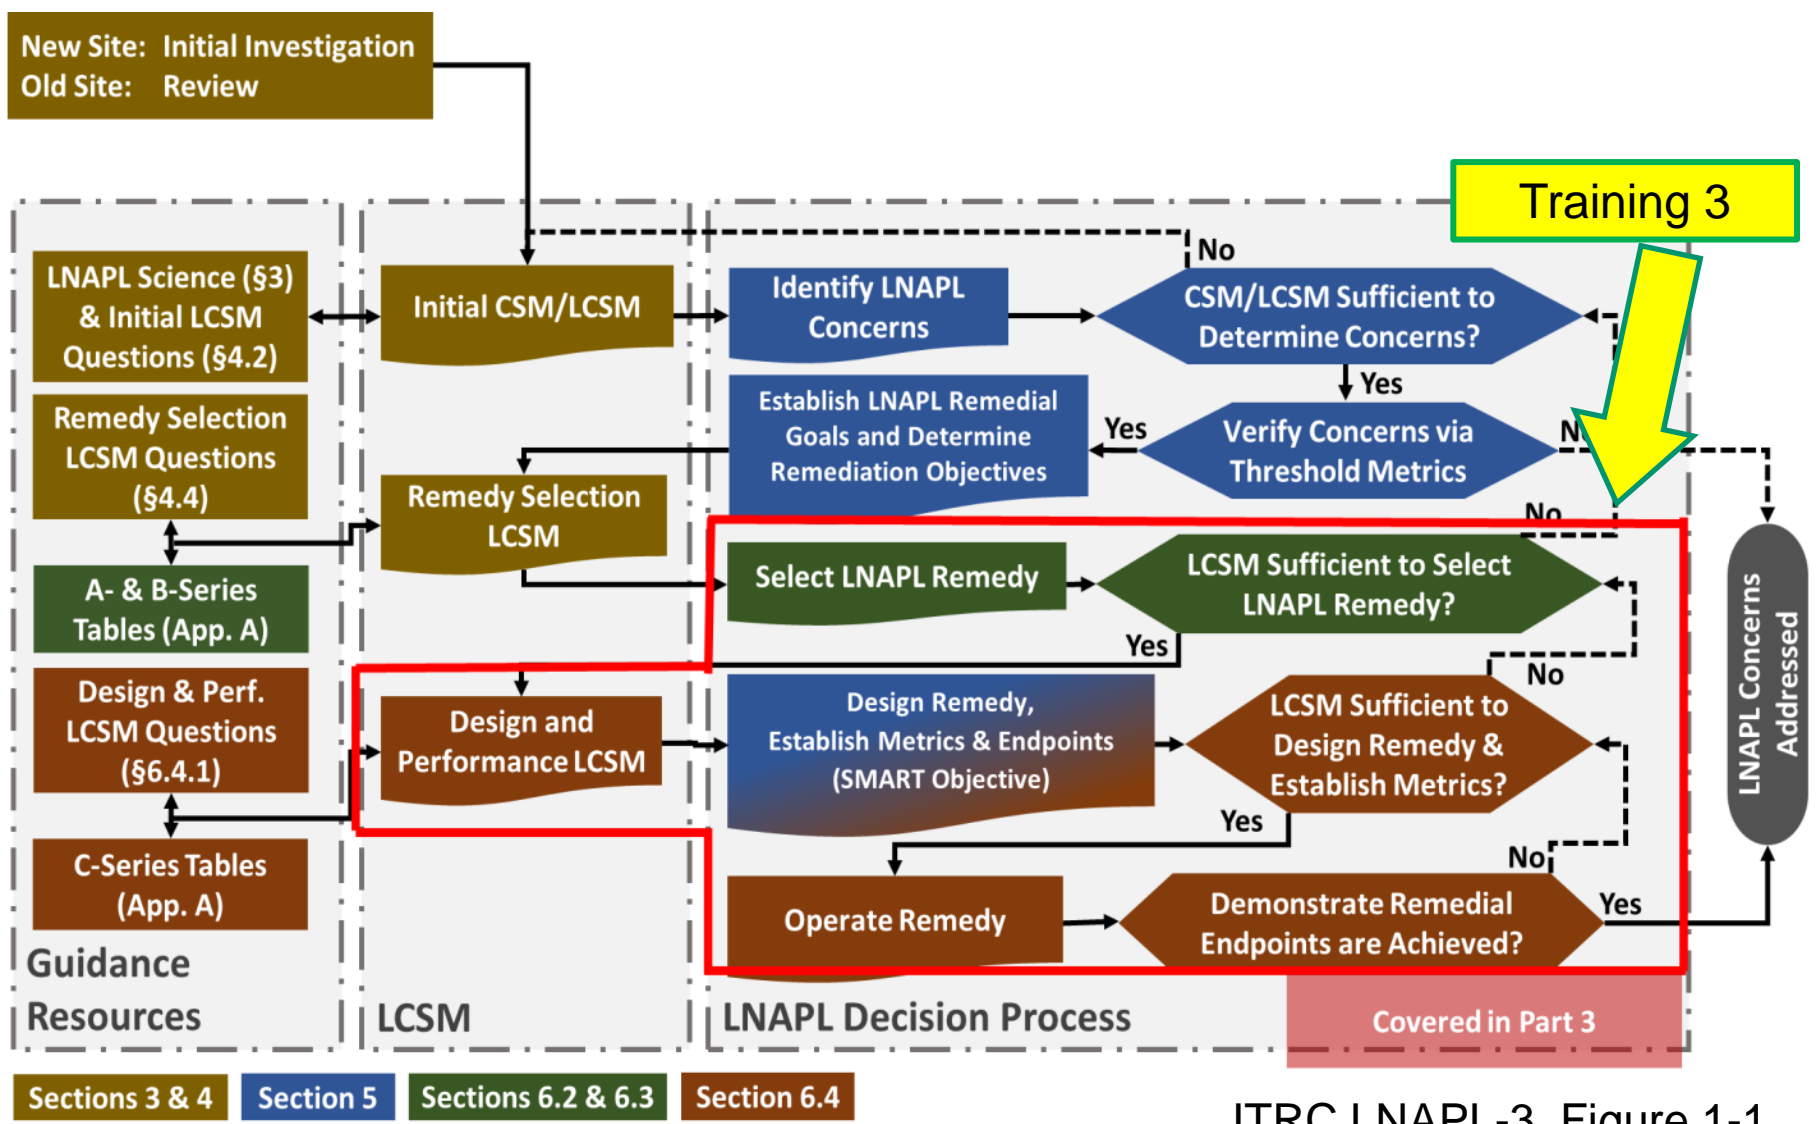 New Site: Initial Investigation
Old Site: Review
Training 3
LNAPL Science (§3)
& Initial LCSM
Questions (§4.2)
Initial CSM/LCSM
Identify LNAPL
Concerns
No
CSM/LCSM Sufficient to
Determine Concerns?
Yes
Remedy Selection
LCSM Questions
(§4.4)
Remedy Selection
LCSM
Establish LNAPL Remedial
Goals and Determine
Remediation Objectives
Yes
Verify Concerns via
Threshold Metrics
No
No
A- & B-Series
Tables (App. A)
Select LNAPL Remedy
LCSM Sufficient to Select
LNAPL Remedy?
Yes
No
Design & Perf.
LCSM Questions
(§6.4.1)
Design and
Performance LCSM
Design Remedy,
Establish Metrics & Endpoints
(SMART Objective)
LCSM Sufficient to
Design Remedy &
Establish Metrics?
Yes
No
C-Series Tables
(App. A)
Operate Remedy
Demonstrate Remedial
Endpoints are Achieved?
Yes
LNAPL Concerns
Addressed
Guidance
Resources
LCSM
LNAPL Decision Process
Covered in Part 3
Sections 3 & 4
Section 5
Sections 6.2 & 6.3
Section 6.4
ITRC LNAPL-3, Figure 1-1